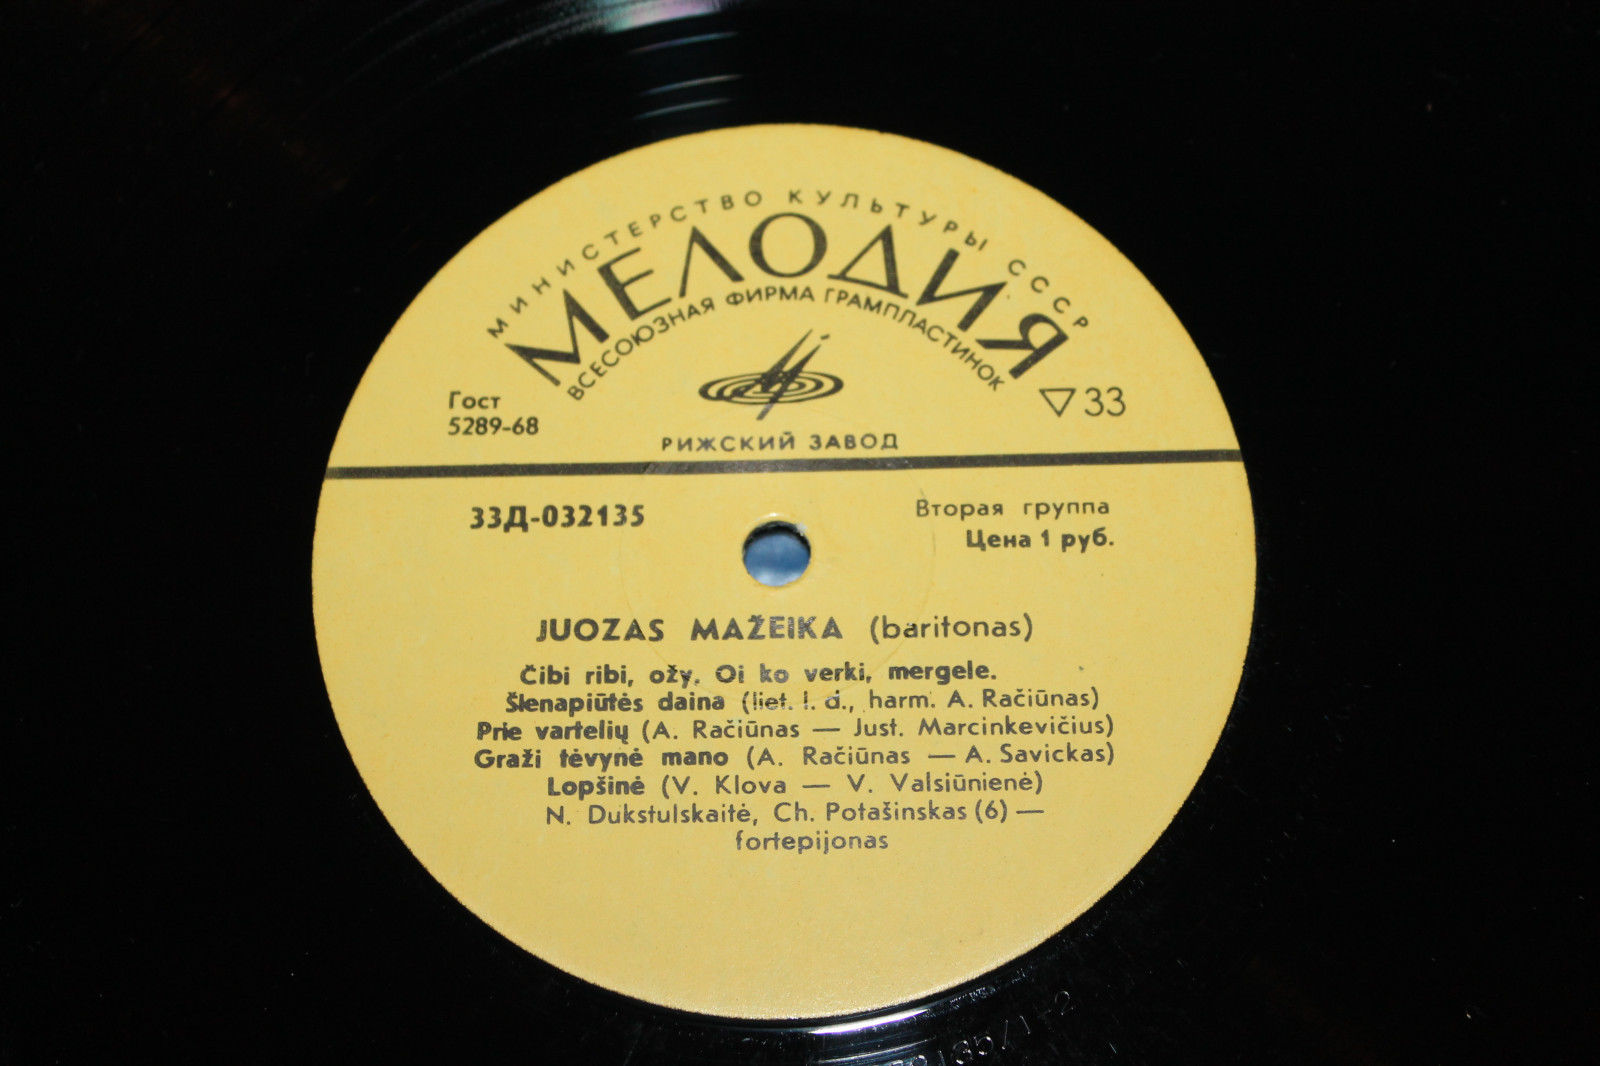 МИНИСТЕРСТВО КУЛЬТУРЫ СССР
МЕЛОДИЯ
ВСЕСОЮЗНАЯ ФИРМА ГРАМПЛАСТИНОК
Гост
5289-68
33
РИЖСКИЙ ЗАВОД
33Д-032135
Вторая группа
Цена 1 руб.
JUOZAS MAŽEIKA (baritonas)
Čibi ribi, ožy. Oi ko verki, mergele.
Šienapiūtės daina (liet. l. d., harm. A. Račiūnas)
Prie vartelių (A. Račiūnas — Just. Marcinkevičius)
Graži tėvynė mano (A. Račiūnas — A. Savickas)
Lopšinė (V. Klova — V. Valsiūnienė)
N. Dukstulskaitė, Ch. Potašinskas (6) —
fortepijonas